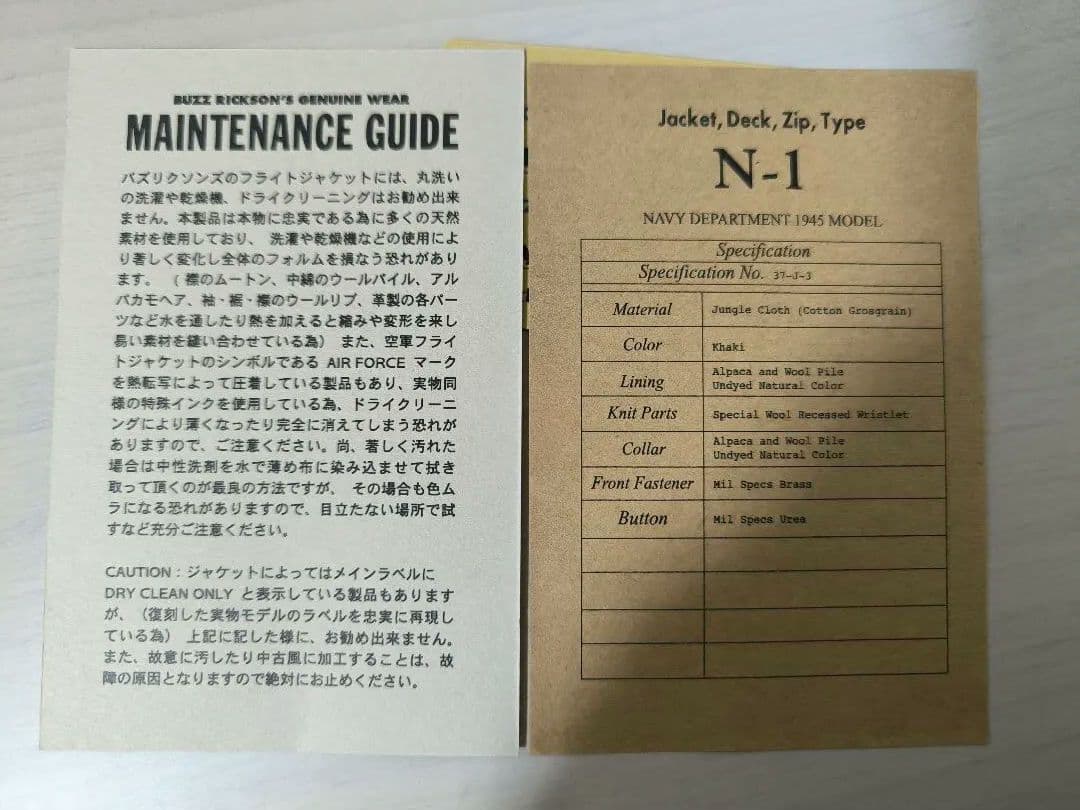 BUZZ RICKSON'S GENUINE WEAR
MAINTENANCE GUIDE
バズリクソンズのフライトジャケットには、丸洗い
の洗濯や乾燥機、ドライクリーニングはお勧め出来
ません。本製品は本物に忠実である為に多くの天然
素材を使用しており、 洗濯や乾燥機などの使用によ
り著しく変化し全体のフォルムを損なう恐れがあり
ます。 ( 襟のムートン、中綿のウールパイル、アル
パカモヘア、袖・裾・襟のウールリブ、革製の各パー
ツなど水を通したり熱を加えると縮みや変形を来し
易い素材を縫い合わせている為) また、空軍フライ
トジャケットのシンボルである AIR FORCE マーク
を熱転写によって圧着している製品もあり、実物同
様の特殊インクを使用している為、ドライクリーニ
ングにより薄くなったり完全に消えてしまう恐れが
ありますので、ご注意ください。尚、著しく汚れた
場合は中性洗剤を水で薄め布に染み込ませて拭き
取って頂くのが最良の方法ですが、 その場合も色ム
ラになる恐れがありますので、目立たない場所で試
すなど充分ご注意ください。
CAUTION : ジャケットによってはメインラベルに
DRY CLEAN ONLY と表示している製品もあります
が、(復刻した実物モデルのラベルを忠実に再現し
ている為) 上記に記した様に、お勧め出来ません。
また、故意に汚したり中古風に加工することは、故
障の原因となりますので絶対にお止めください。
Jacket, Deck, Zip, Type
N-1
NAVY DEPARTMENT 1945 MODEL
Specification
Specification No. 37-J-3
Material Jungle Cloth (Cotton Grosgrain)
Color Khaki
Lining Alpaca and Wool Pile
Undyed Natural Color
Knit Parts Special Wool Recessed Wristlet
Collar Alpaca and Wool Pile
Undyed Natural Color
Front Fastener Mil Specs Brass
Button Mil Specs Urea